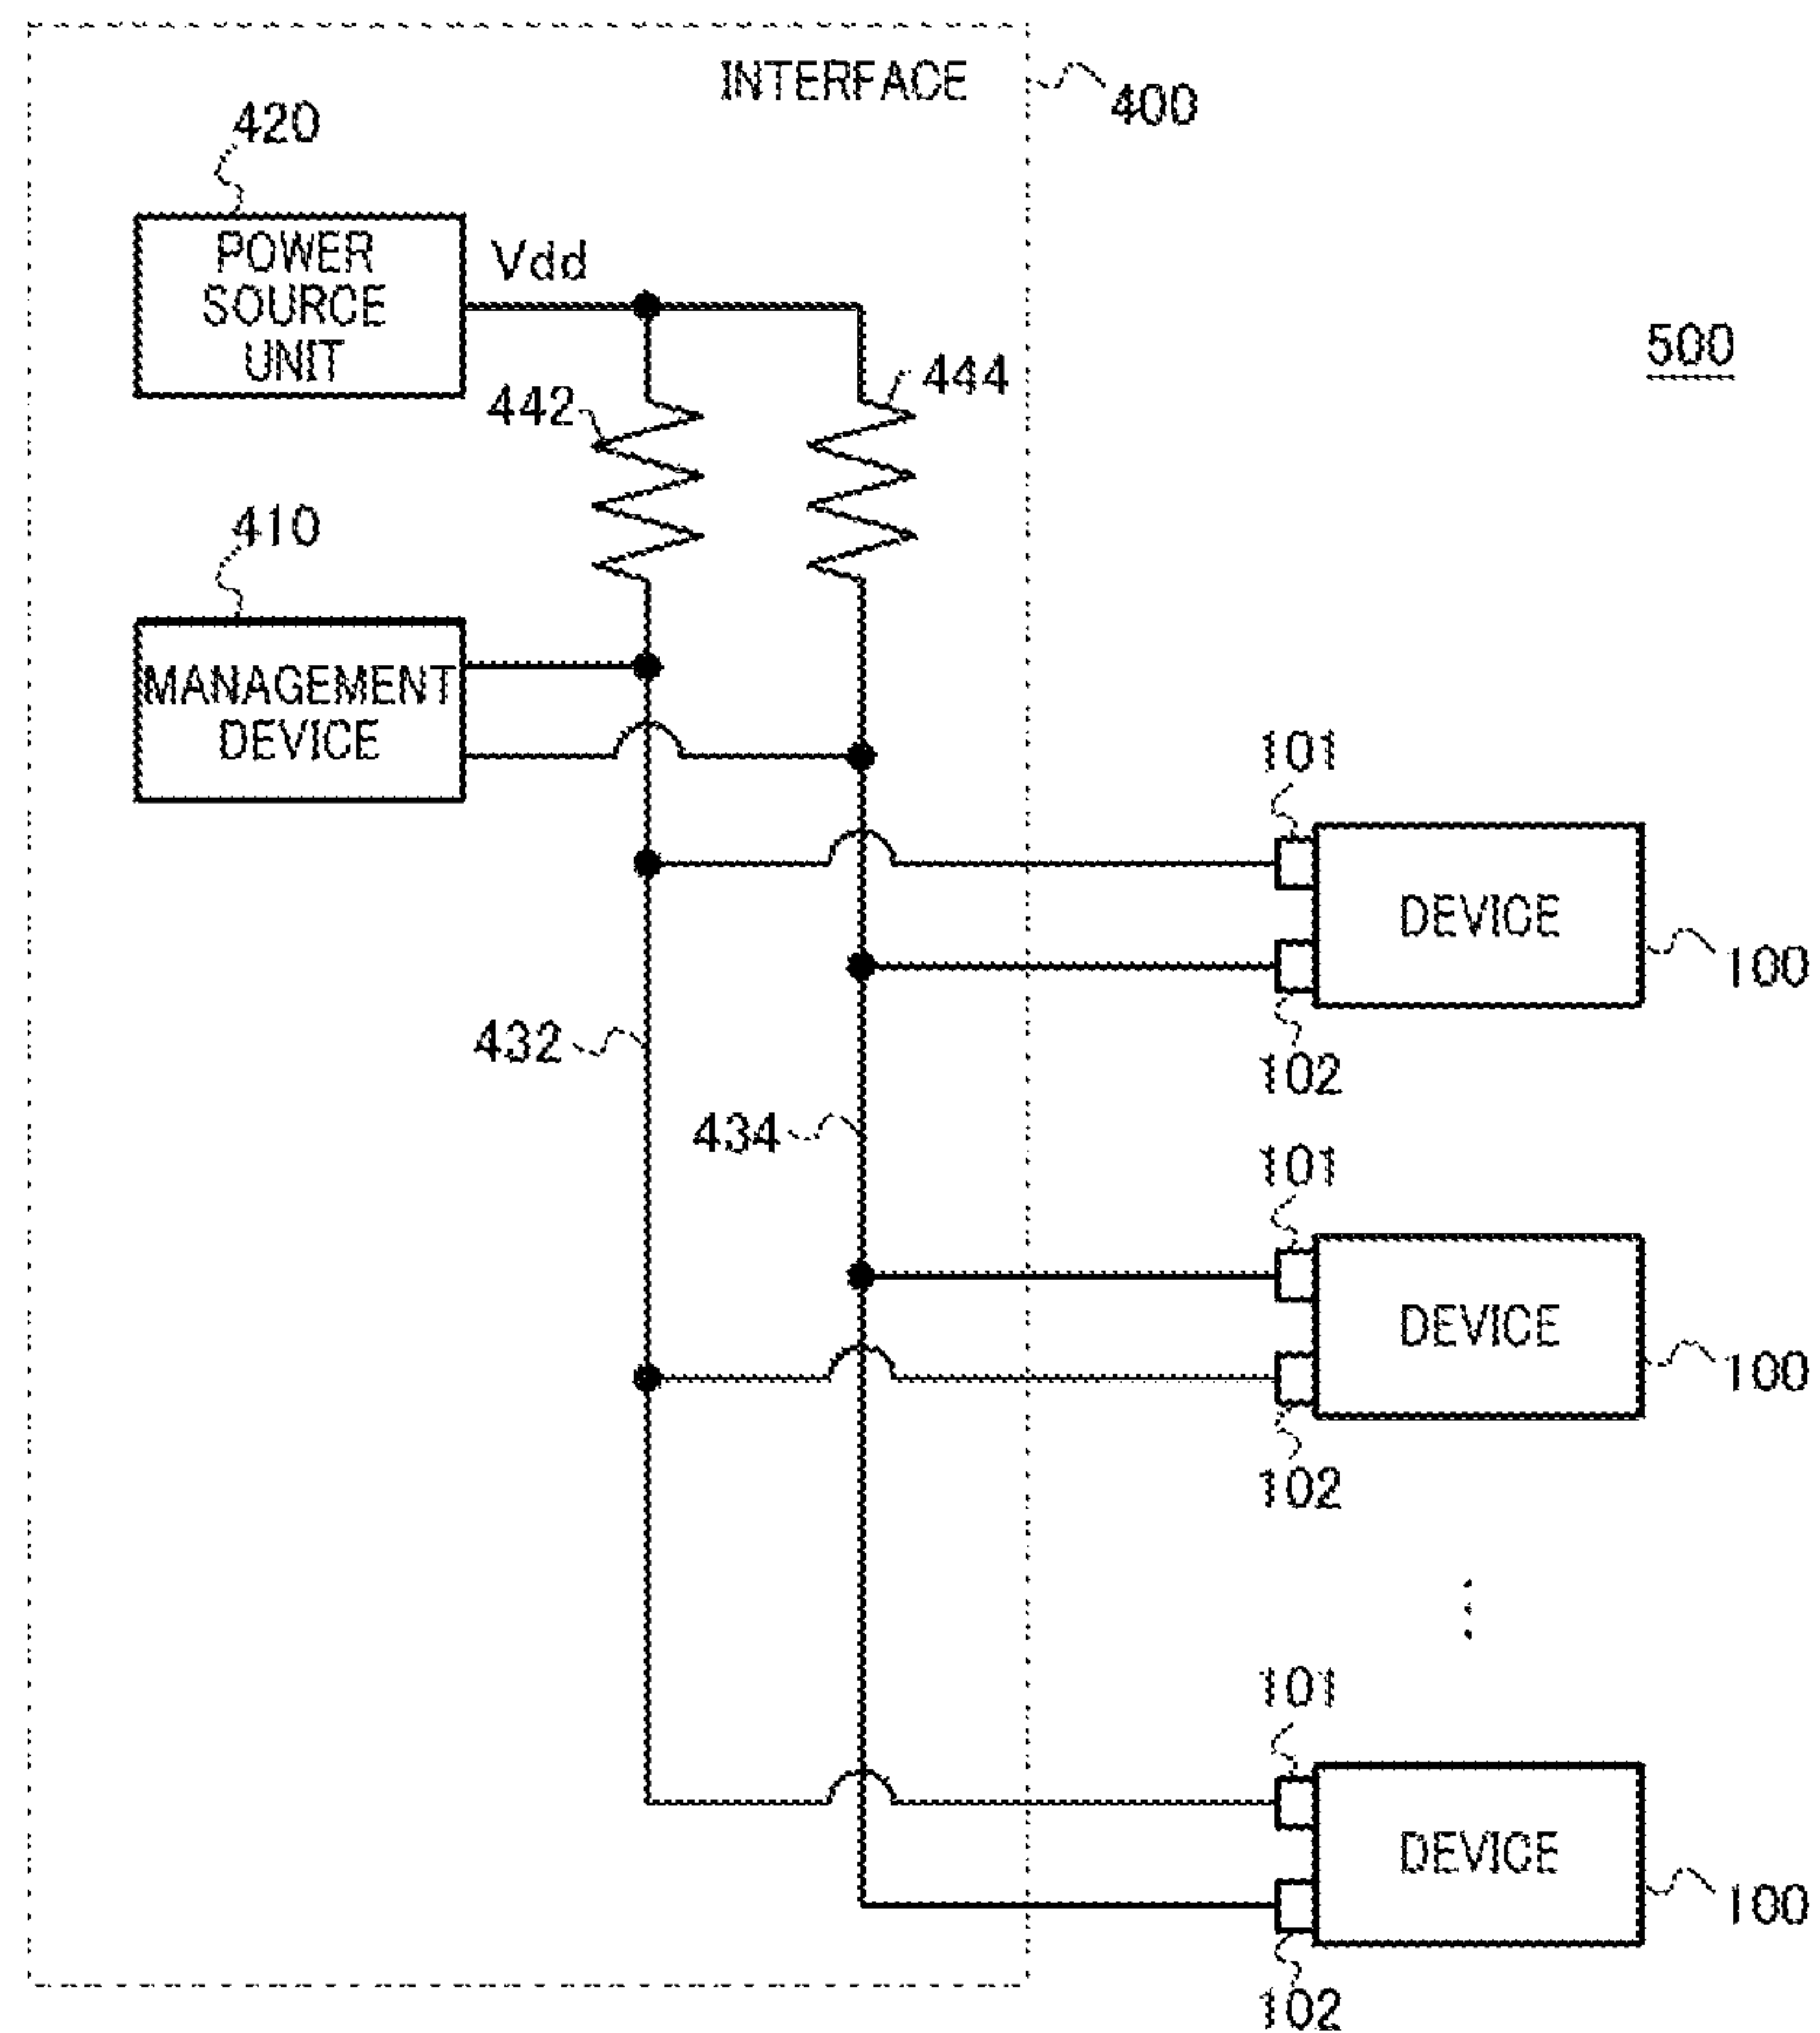 INTERFACE
400
420
POWER
SOURCE
UNIT
Vdd
500
442
444
410
MANAGEMENT
DEVICE
101
DEVICE
100
102
432
434
101
DEVICE
100
102
101
DEVICE
100
102